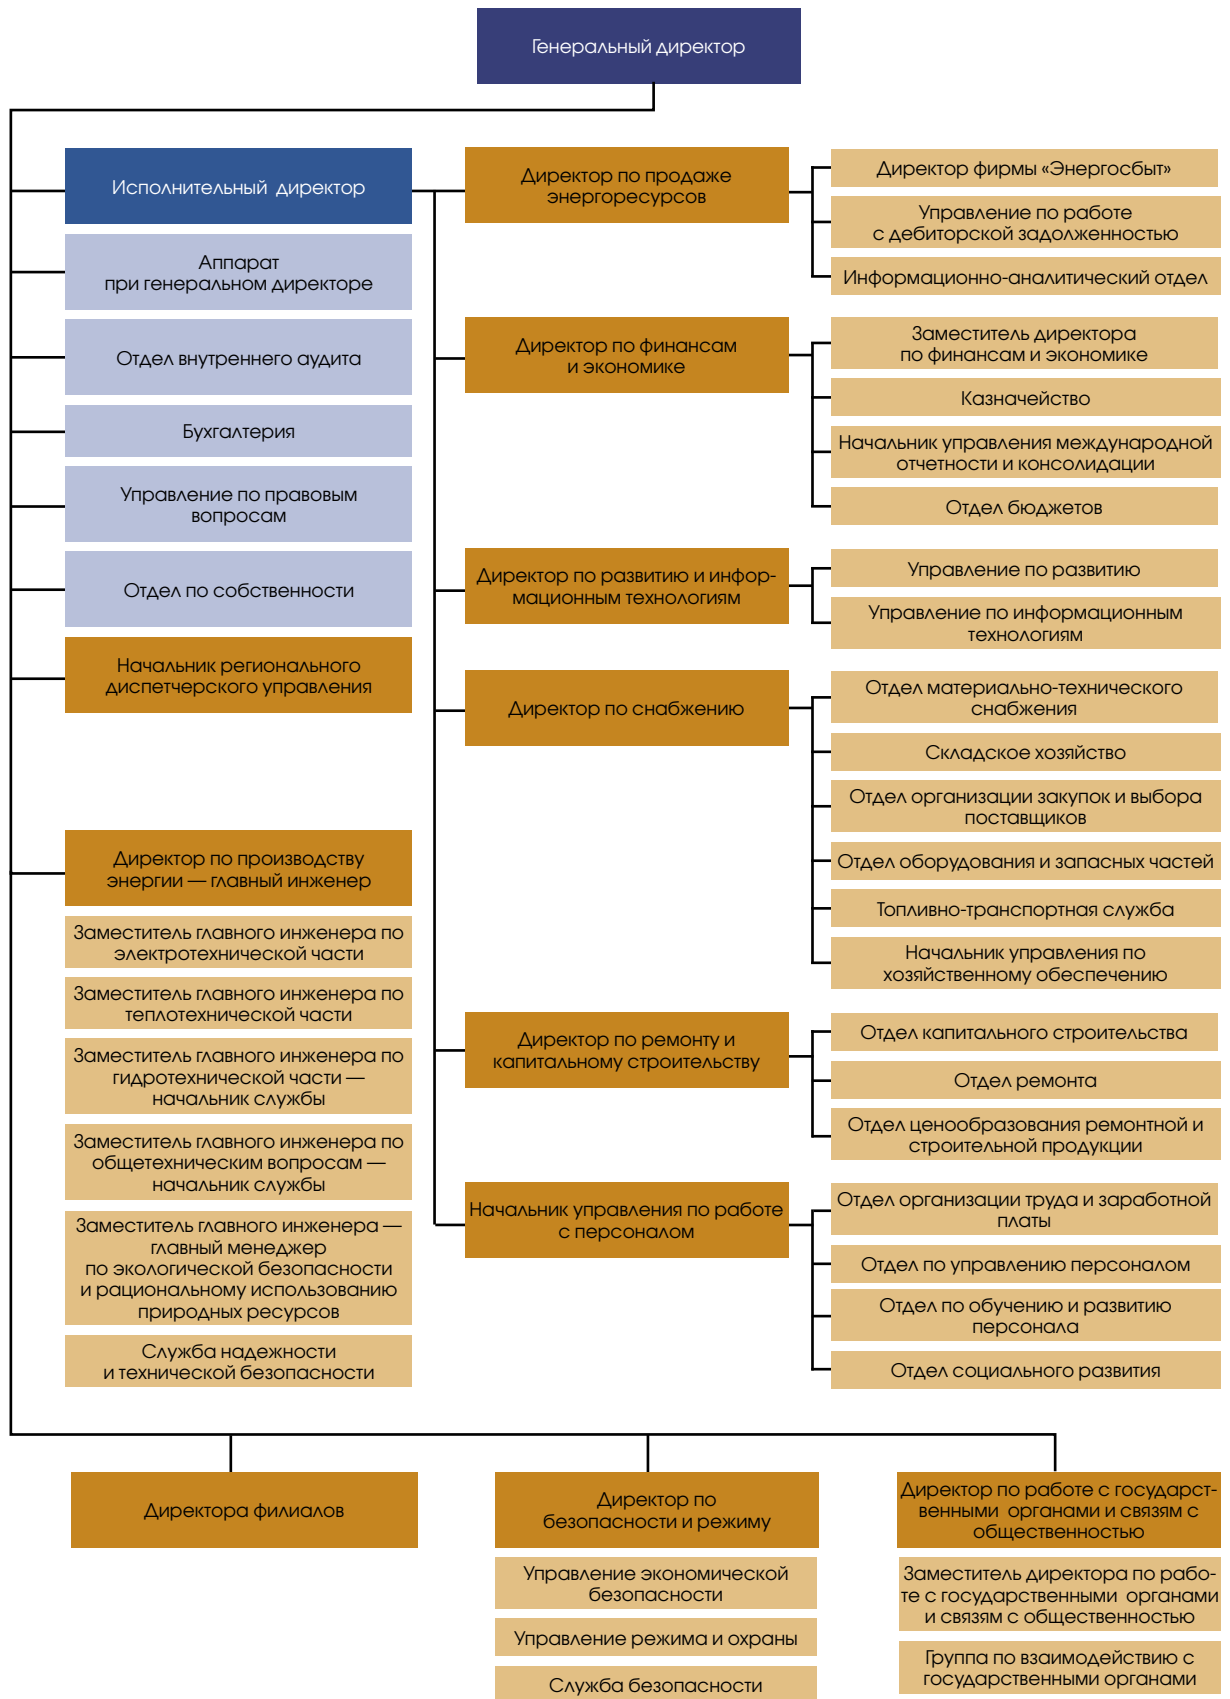 Генеральный директор
Исполнительный директор
Аппарат
при генеральном директоре
Отдел внутреннего аудита
Бухгалтерия
Управление по правовым
вопросам
Отдел по собственности
Начальник регионального
диспетчерского управления
Директор по производству
энергии — главный инженер
Заместитель главного инженера по
электротехнической части
Заместитель главного инженера по
теплотехнической части
Заместитель главного инженера по
гидротехнической части —
начальник службы
Заместитель главного инженера по
общетехническим вопросам —
начальник службы
Заместитель главного инженера —
главный менеджер
по экологической безопасности
и рациональному использованию
природных ресурсов
Служба надежности
и технической безопасности
Директор по продаже
энергоресурсов
Директор фирмы «Энергосбыт»
Управление по работе
с дебиторской задолженностью
Информационно-аналитический отдел
Директор по финансам
и экономике
Заместитель директора
по финансам и экономике
Казначейство
Начальник управления международной
отчетности и консолидации
Отдел бюджетов
Директор по развитию и инфор-
мационным технологиям
Управление по развитию
Управление по информационным
технологиям
Директор по снабжению
Отдел материально-технического
снабжения
Складское хозяйство
Отдел организации закупок и выбора
поставщиков
Отдел оборудования и запасных частей
Топливно-транспортная служба
Начальник управления по
хозяйственному обеспечению
Директор по ремонту и
капитальному строительству
Отдел капитального строительства
Отдел ремонта
Отдел ценообразования ремонтной и
строительной продукции
Начальник управления по работе
с персоналом
Отдел организации труда и заработной
платы
Отдел по управлению персоналом
Отдел по обучению и развитию
персонала
Отдел социального развития
Директора филиалов
Директор по
безопасности и режиму
Управление экономической
безопасности
Управление режима и охраны
Служба безопасности
Директор по работе с государст-
венными органами и связям с
общественностью
Заместитель директора по рабо-
те с государственными органами
и связям с общественностью
Группа по взаимодействию с
государственными органами